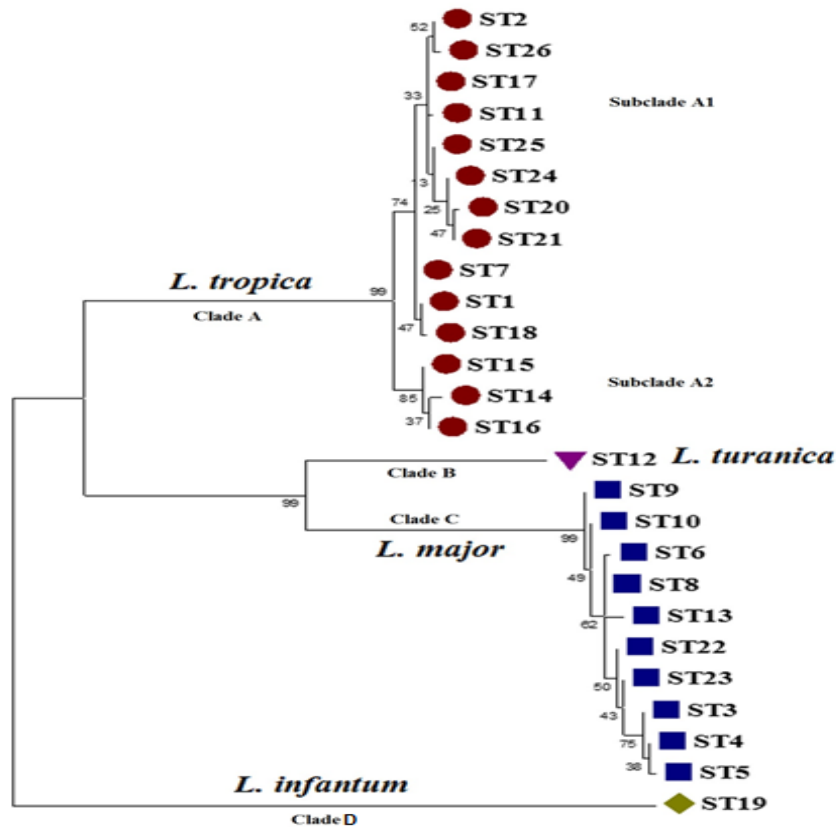 52
ST2
ST26
ST17
33
Subclade A1
ST11
ST25
3
ST24
74
25
ST20
47
ST21
ST7
L. tropica
99
ST1
Clade A
47
ST18
ST15
Subclade A2
85
ST14
37
ST16
ST12
L. turanica
Clade B
99
ST9
Clade C
ST10
L. major
99
ST6
49
ST8
62
ST13
ST22
50
ST23
43
ST3
75
ST4
38
ST5
L. infantum
ST19
Clade D